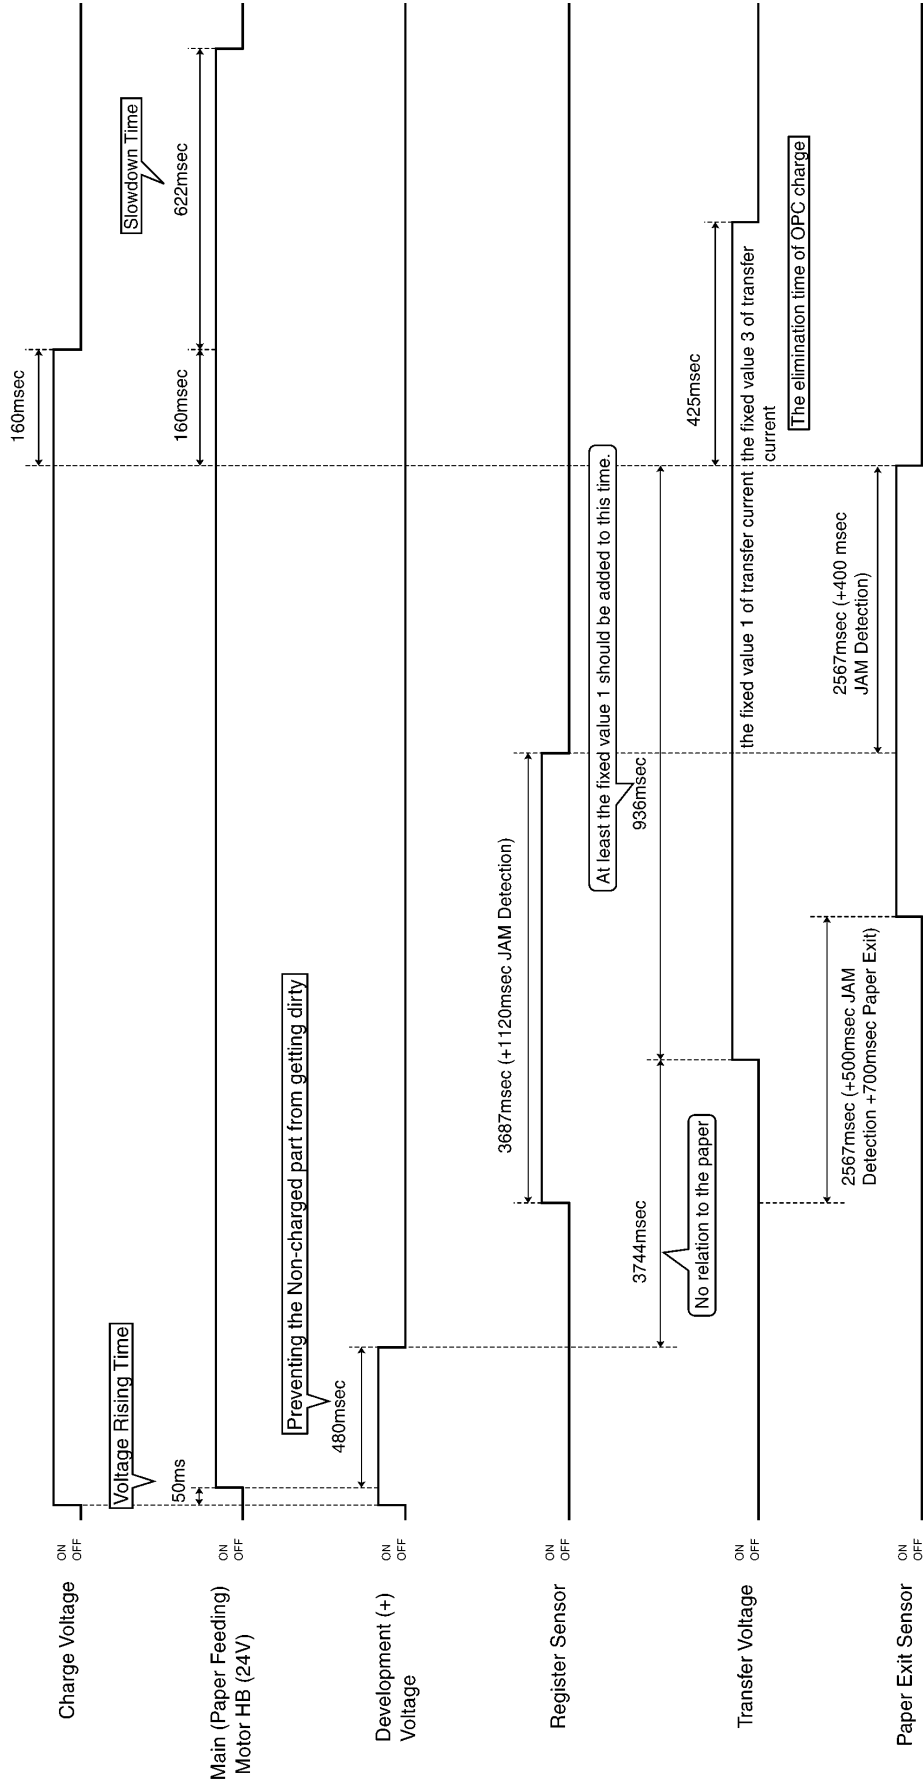 Charge Voltage
ON
OFF
Voltage Rising Time
160msec
Main (Paper Feeding)
Motor HB (24V)
ON
OFF
50ms
160msec
622msec
Slowdown Time
Development (+)
Voltage
ON
OFF
480msec
Preventing the Non-charged part from getting dirty
Register Sensor
ON
OFF
3687msec (+1120msec JAM Detection)
At least the fixed value 1 should be added to this time.
3744msec
936msec
No relation to the paper
Transfer Voltage
ON
OFF
425msec
the fixed value 1 of transfer current
the fixed value 3 of transfer
current
The elimination time of OPC charge
Paper Exit Sensor
ON
OFF
2567msec (+500msec JAM
Detection +700msec Paper Exit)
2567msec (+400 msec
JAM Detection)